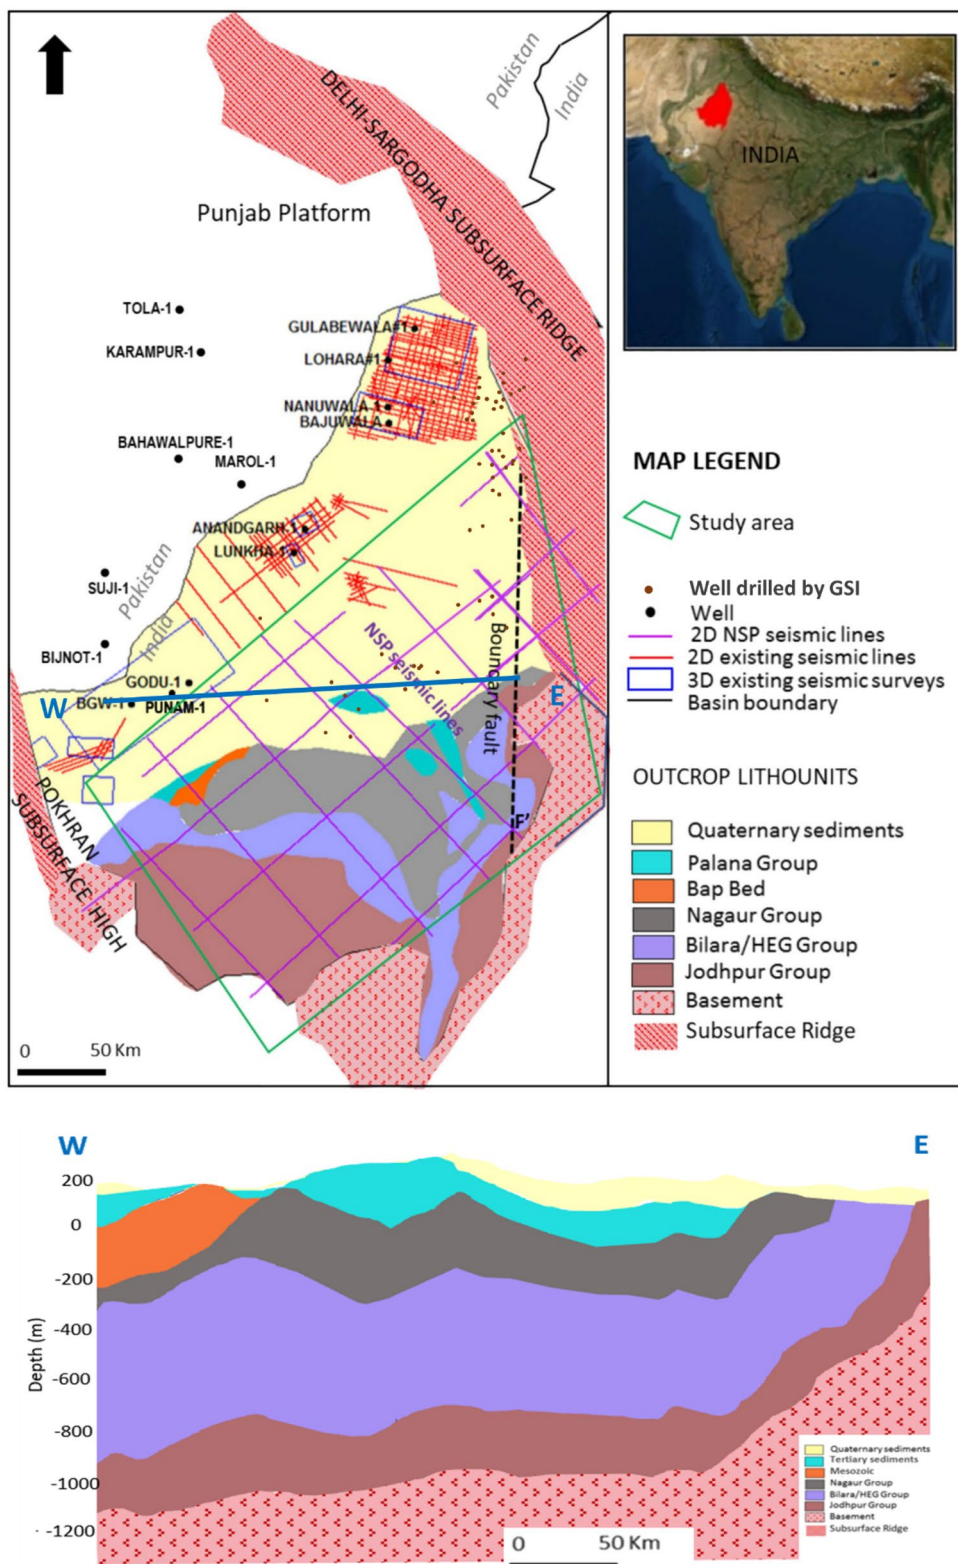 Pakistan
India
DELHI-SARGODHA SUBSURFACE RIDGE
INDIA
Punjab Platform
TOLA-1
GULABEWALA#1
KARAMPUR-1
LOHARA#1
NANUWALA-1
BAJUWALA
BAHAWALPURE-1
MAROL-1
ANANDGARH-1
LUNKHA-1
SUJI-1
Pakistan
India
BIJNOT-1
GODU-1
BGW-1
PUNAM-1
W
E
NSP seismic lines
Boundary fault
F'
POKHRAN
SUBSURFACE HIGH
0 50 Km
MAP LEGEND
Study area
Well drilled by GSI
Well
2D NSP seismic lines
2D existing seismic lines
3D existing seismic surveys
Basin boundary
OUTCROP LITHOUNITS
Quaternary sediments
Palana Group
Bap Bed
Nagaur Group
Bilara/HEG Group
Jodhpur Group
Basement
Subsurface Ridge
W
E
Depth (m)
200
0
-200
-400
-600
-800
-1000
-1200
Quaternary sediments
Tertiary sediments
Mesozoic
Nagaur Group
Bilara/HEG Group
Jodhpur Group
Basement
Subsurface Ridge
0 50 Km